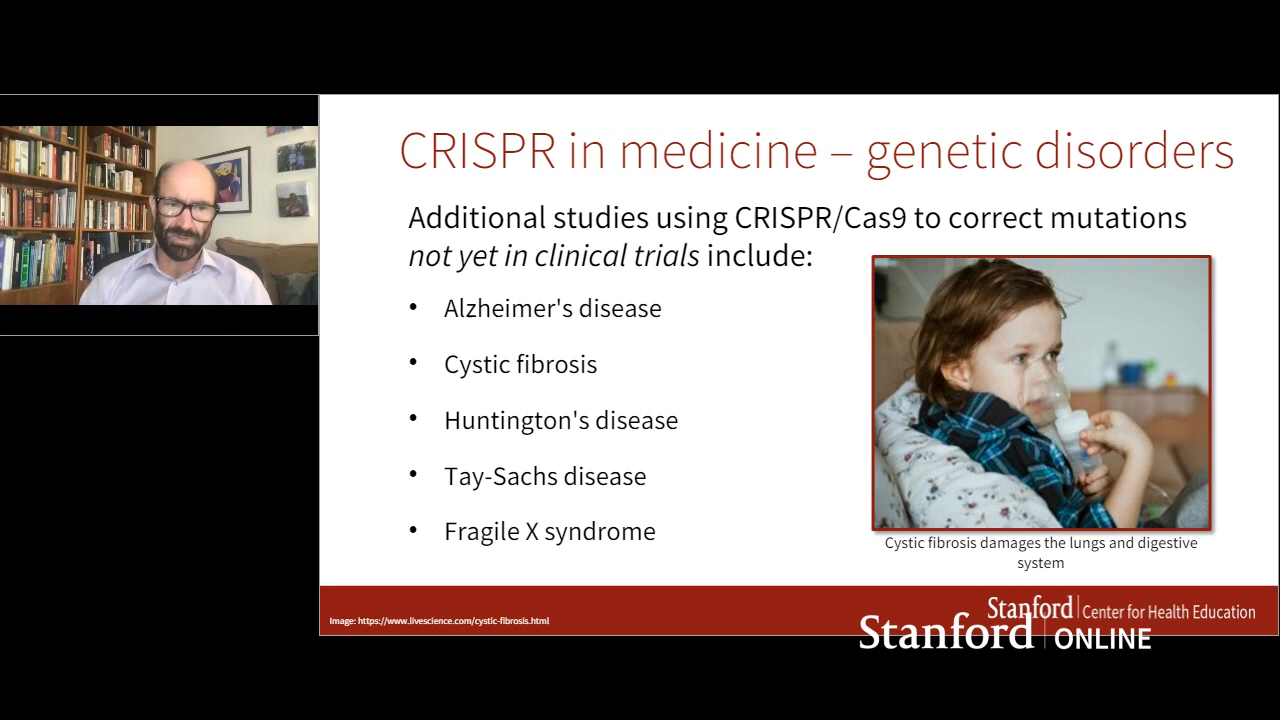 CRISPR in medicine – genetic disorders
Additional studies using CRISPR/Cas9 to correct mutations
not yet in clinical trials include:
• Alzheimer's disease
• Cystic fibrosis
• Huntington's disease
• Tay-Sachs disease
• Fragile X syndrome
Cystic fibrosis damages the lungs and digestive
system
Image: https://www.livescience.com/cystic-fibrosis.html
Stanford | Center for Health Education
Stanford | ONLINE